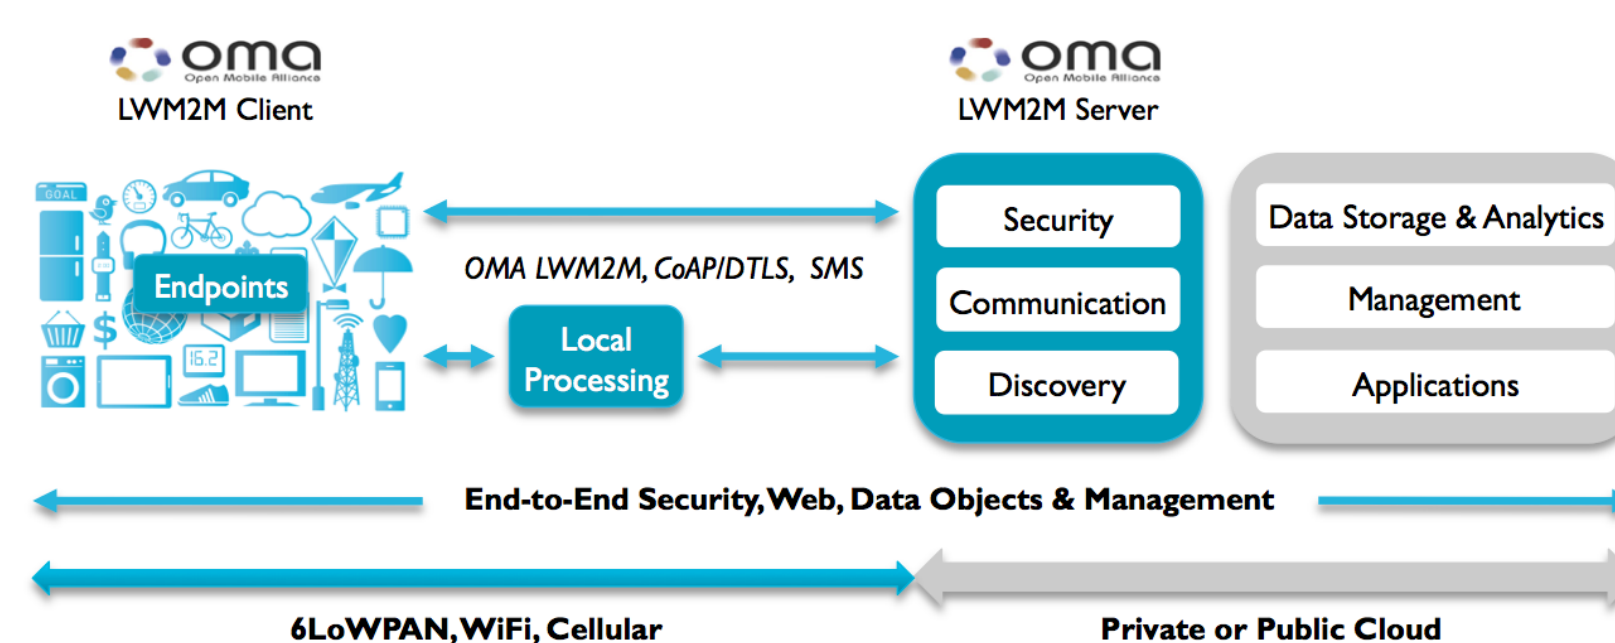 oma
Open Mobile Alliance
LWM2M Client
oma
Open Mobile Alliance
LWM2M Server
GOAL
Endpoints
$
16.2
OMA LWM2M, CoAP/DTLS, SMS
Local
Processing
Security
Communication
Discovery
Data Storage & Analytics
Management
Applications
End-to-End Security, Web, Data Objects & Management
6LoWPAN, WiFi, Cellular
Private or Public Cloud